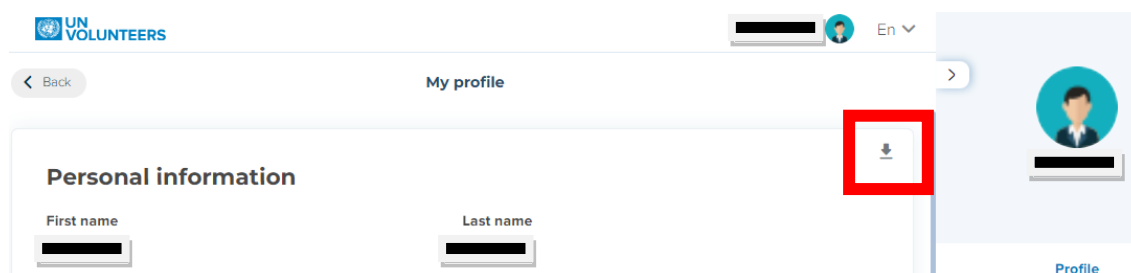 UN
VOLUNTEERS
En
Back
My profile
Personal information
First name
Last name
Profile